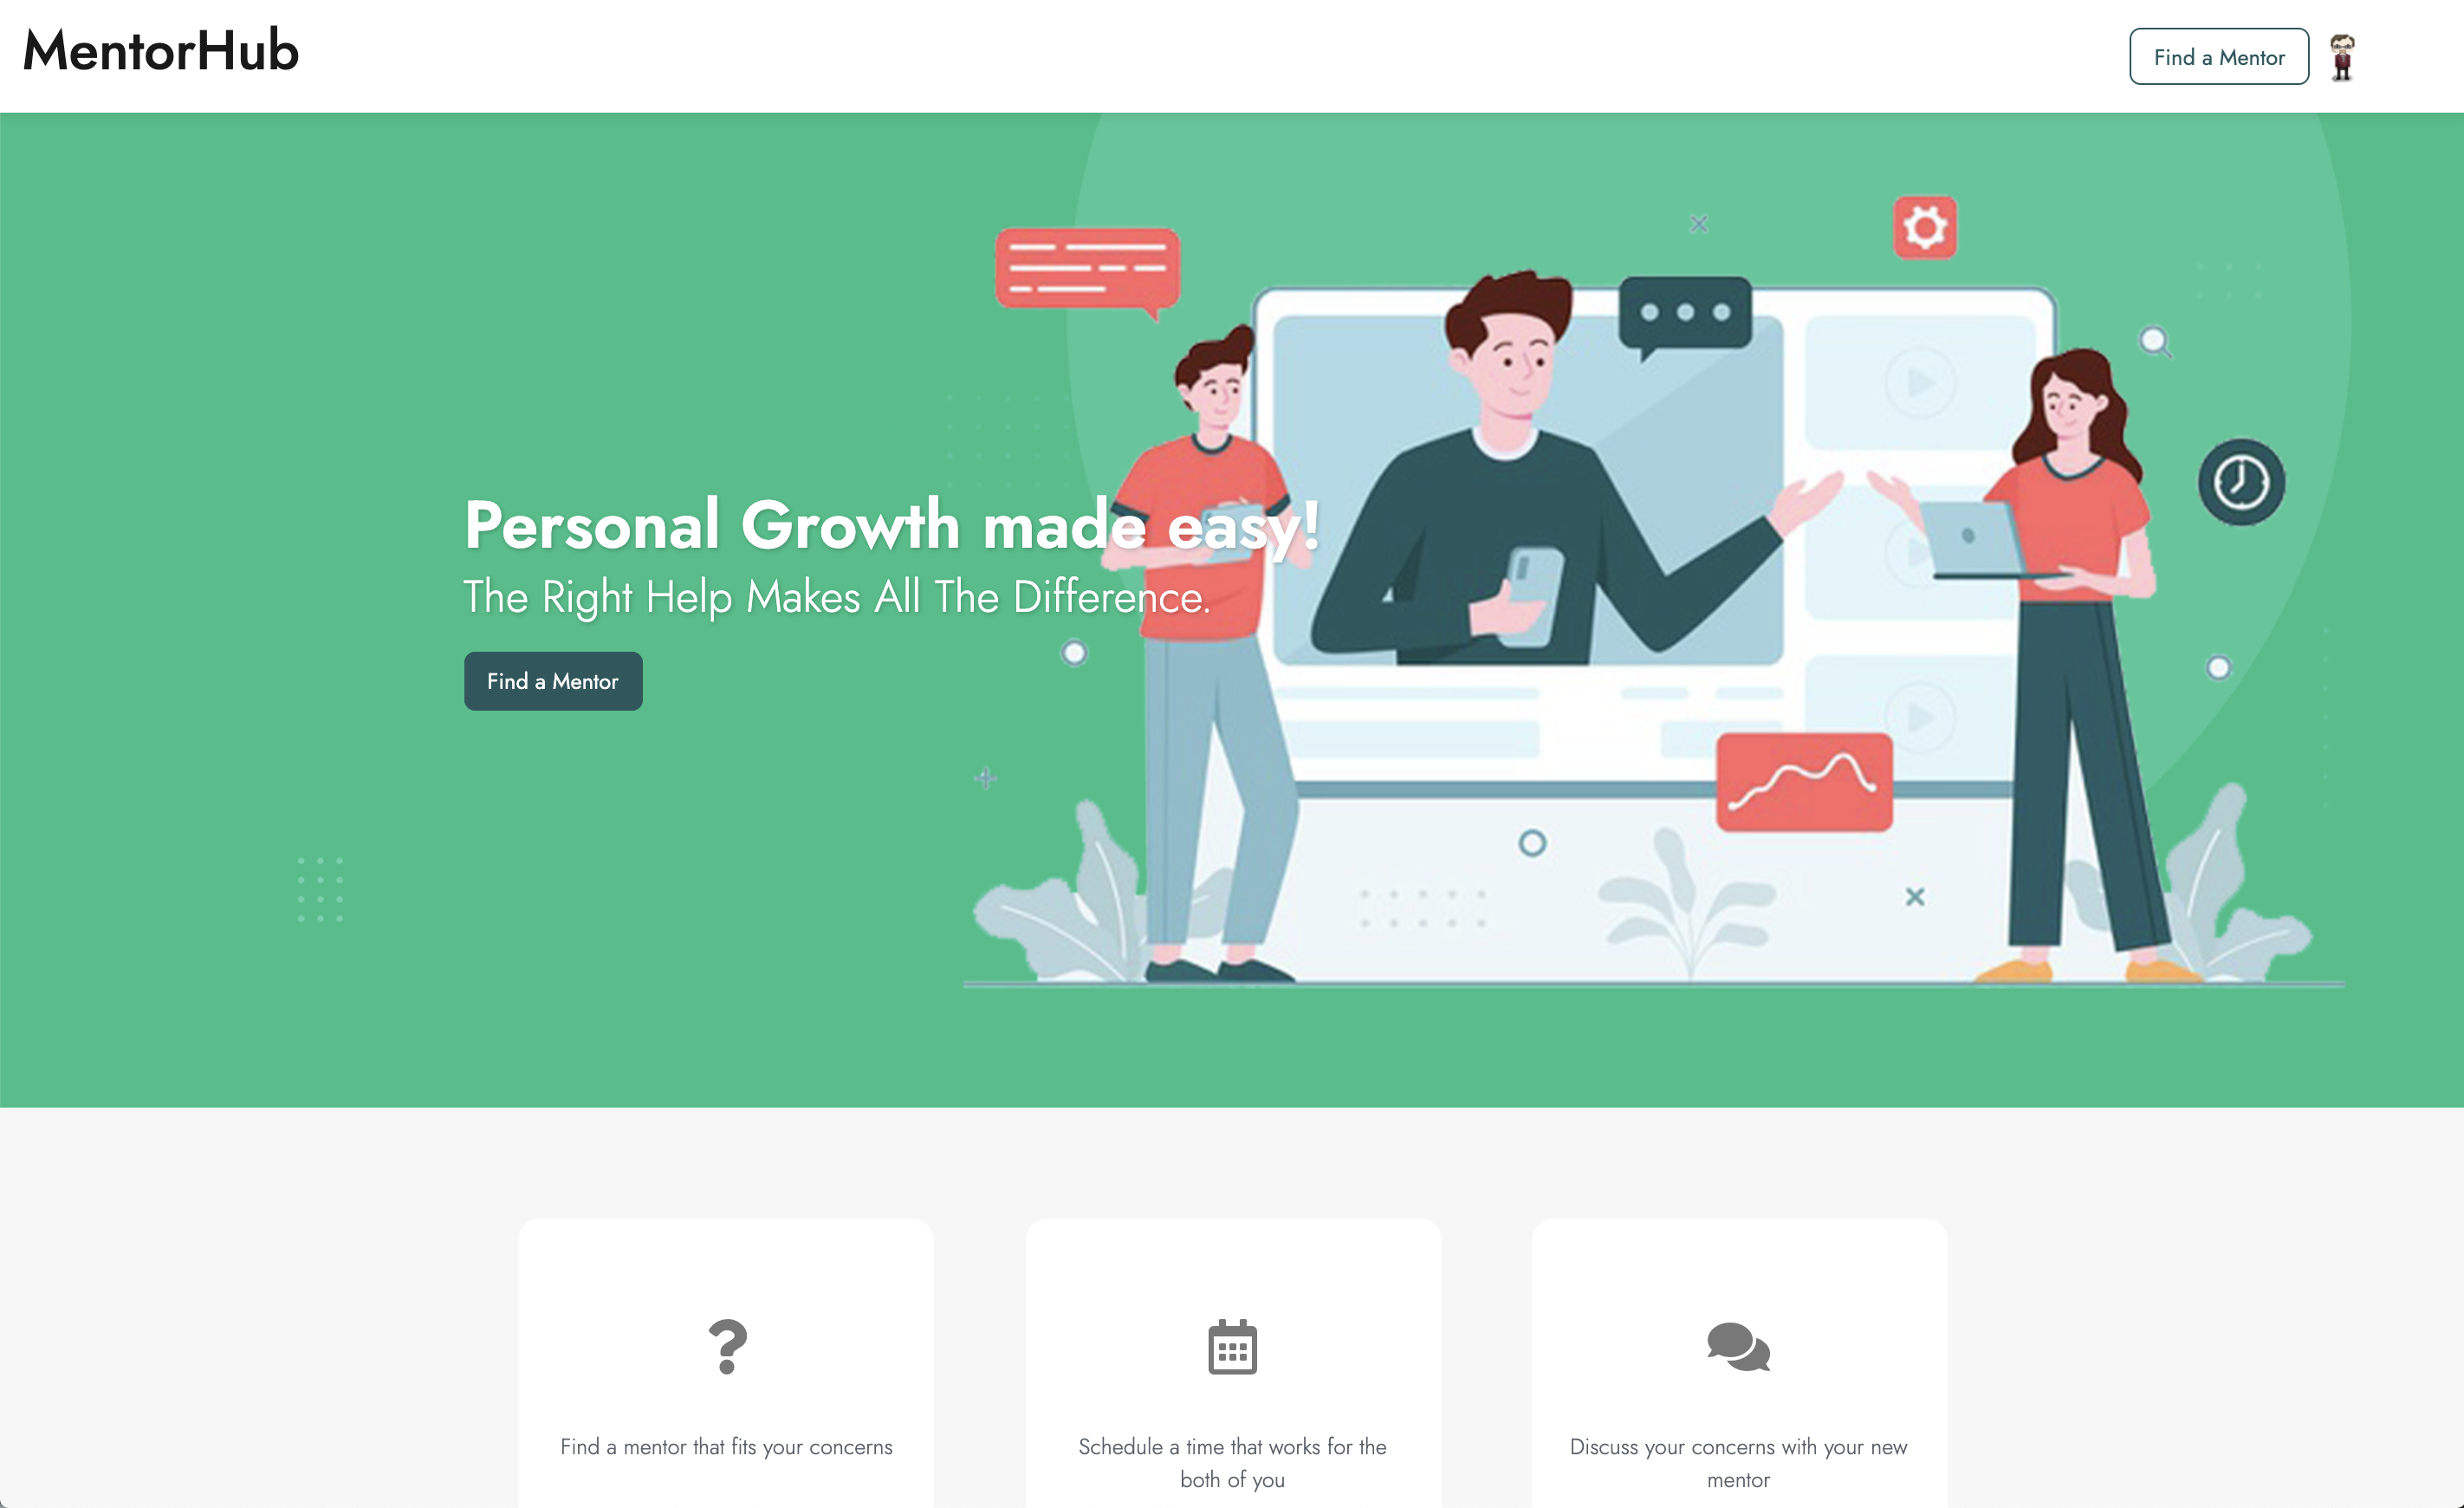 MentorHub
Find a Mentor
Personal Growth made easy!
The Right Help Makes All The Difference.
Find a Mentor
Find a mentor that fits your concerns
Schedule a time that works for the
both of you
Discuss your concerns with your new
mentor